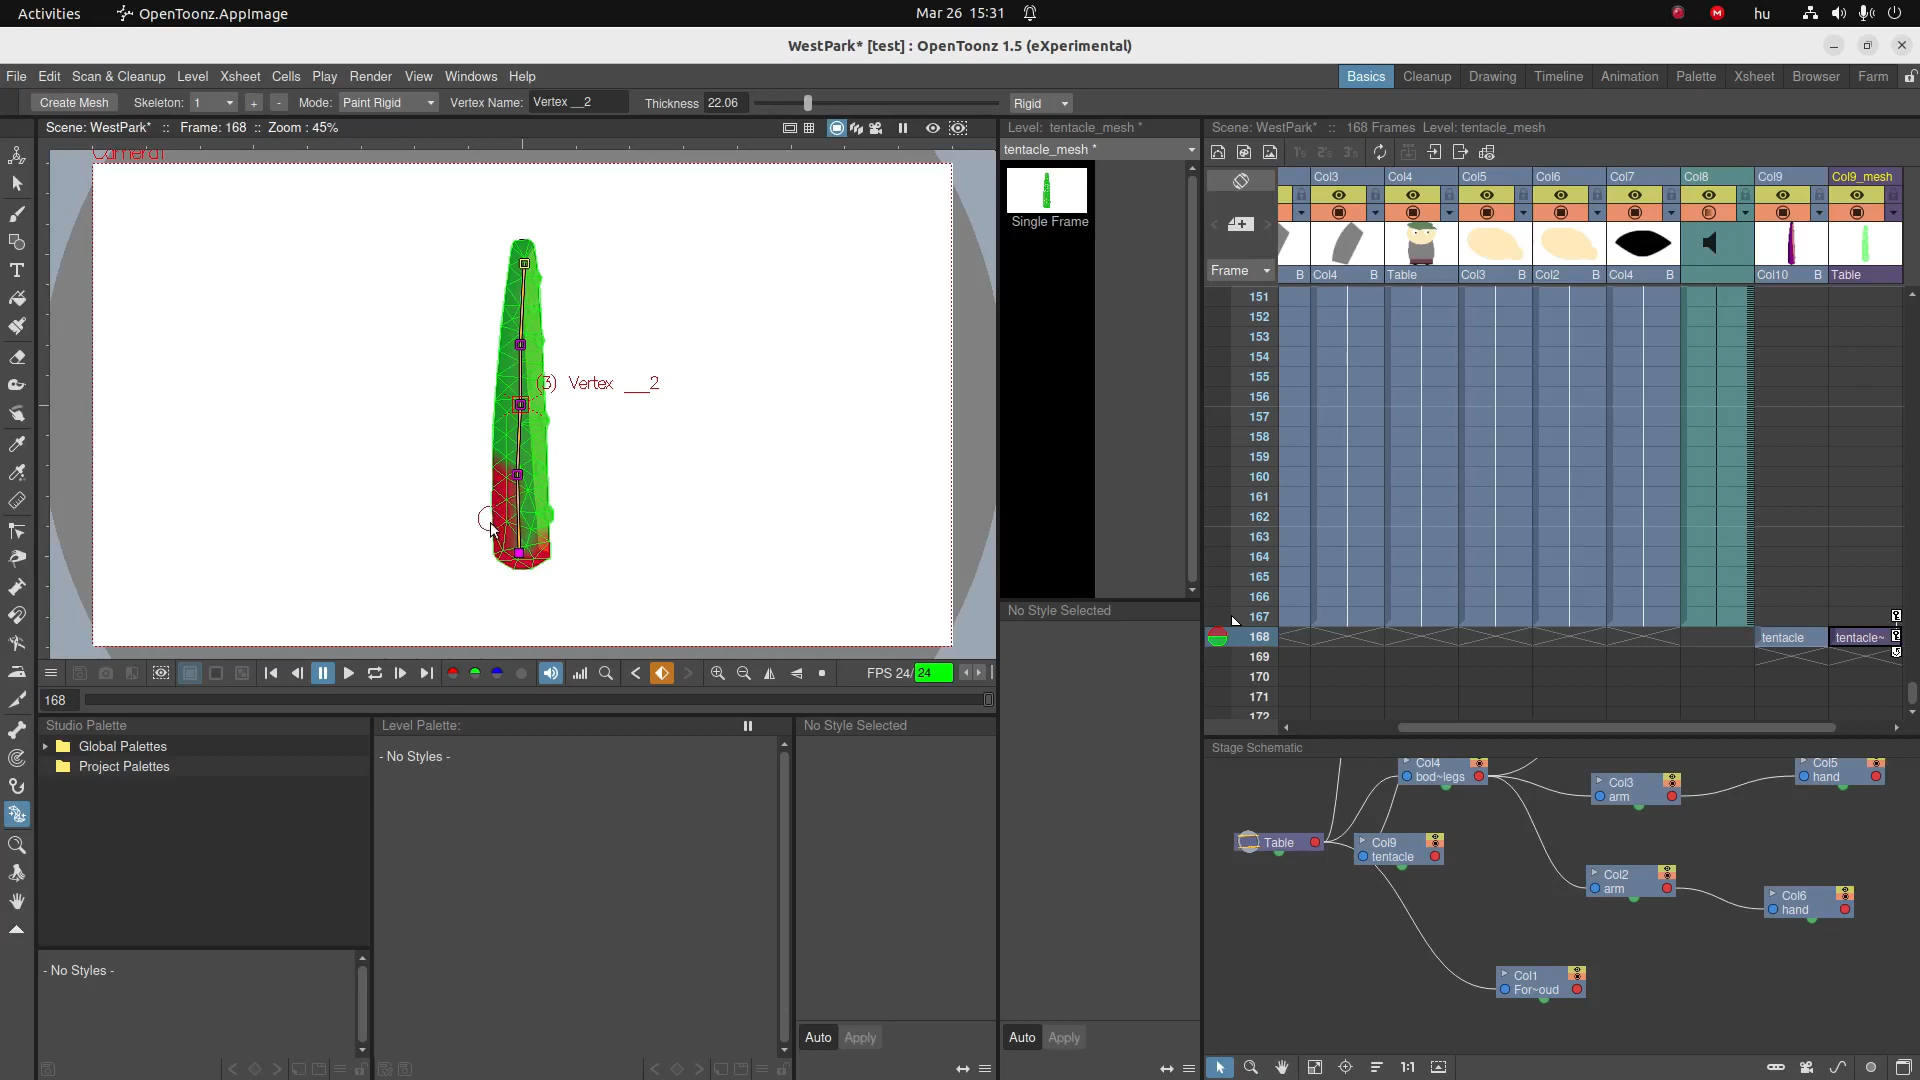 Activities
OpenToonz.AppImage
Mar 26 15:31
hu
WestPark* [test] : OpenToonz 1.5 (eXperimental)
File Edit Scan & Cleanup Level Xsheet Cells Play Render View Windows Help
Basics Cleanup Drawing Timeline Animation Palette Xsheet Browser Farm
Create Mesh Skeleton: 1 + - Mode: Paint Rigid Vertex Name: Vertex __2 Thickness 22.06 Rigid
Scene: WestPark* :: Frame: 168 :: Zoom : 45%
Level: tentacle_mesh *
Scene: WestPark* :: 168 Frames Level: tentacle_mesh
tentacle_mesh *
Single Frame
(3) Vertex ___2
Col3 Col4 Col5 Col6 Col7 Col8 Col9 Col9_mesh
Frame
B Col4 Table Col3 B Col2 B Col4 B Col10 B Table
151
152
153
154
155
156
157
158
159
160
161
162
163
164
165
166
167
168 tentacle tentacle~
169
170
171
172
No Style Selected
FPS 24/ 24
168
Studio Palette
Global Palettes
Project Palettes
- No Styles -
Level Palette:
- No Styles -
No Style Selected
Auto Apply
Auto Apply
Stage Schematic
Table
Col4
bod~legs
Col9
tentacle
Col3
arm
Col5
hand
Col2
arm
Col6
hand
Col1
For~oud
1:1